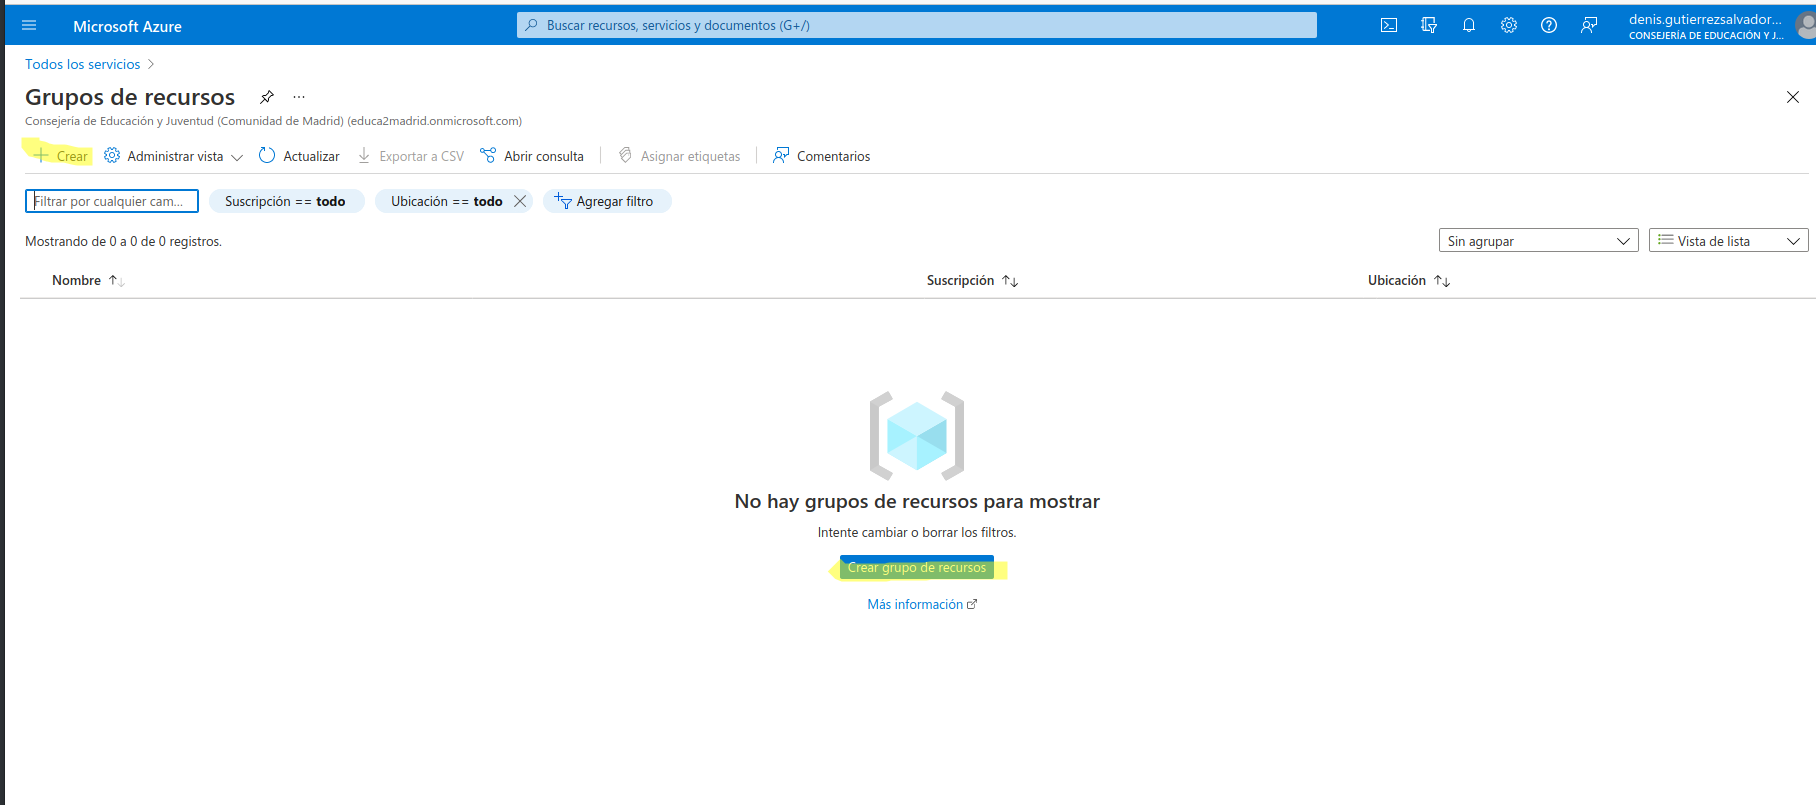 Microsoft Azure
Buscar recursos, servicios y documentos (G+/)
denis.gutierrezsalvador...
CONSEJERÍA DE EDUCACIÓN Y J...
Todos los servicios
Grupos de recursos
Consejería de Educación y Juventud (Comunidad de Madrid) (educa2madrid.onmicrosoft.com)
Crear Administrar vista Actualizar Exportar a CSV Abrir consulta Asignar etiquetas Comentarios
Filtrar por cualquier cam... Suscripción == todo Ubicación == todo Agregar filtro
Mostrando de 0 a 0 de 0 registros. Sin agrupar Vista de lista
Nombre Suscripción Ubicación
No hay grupos de recursos para mostrar
Intente cambiar o borrar los filtros.
Crear grupo de recursos
Más información